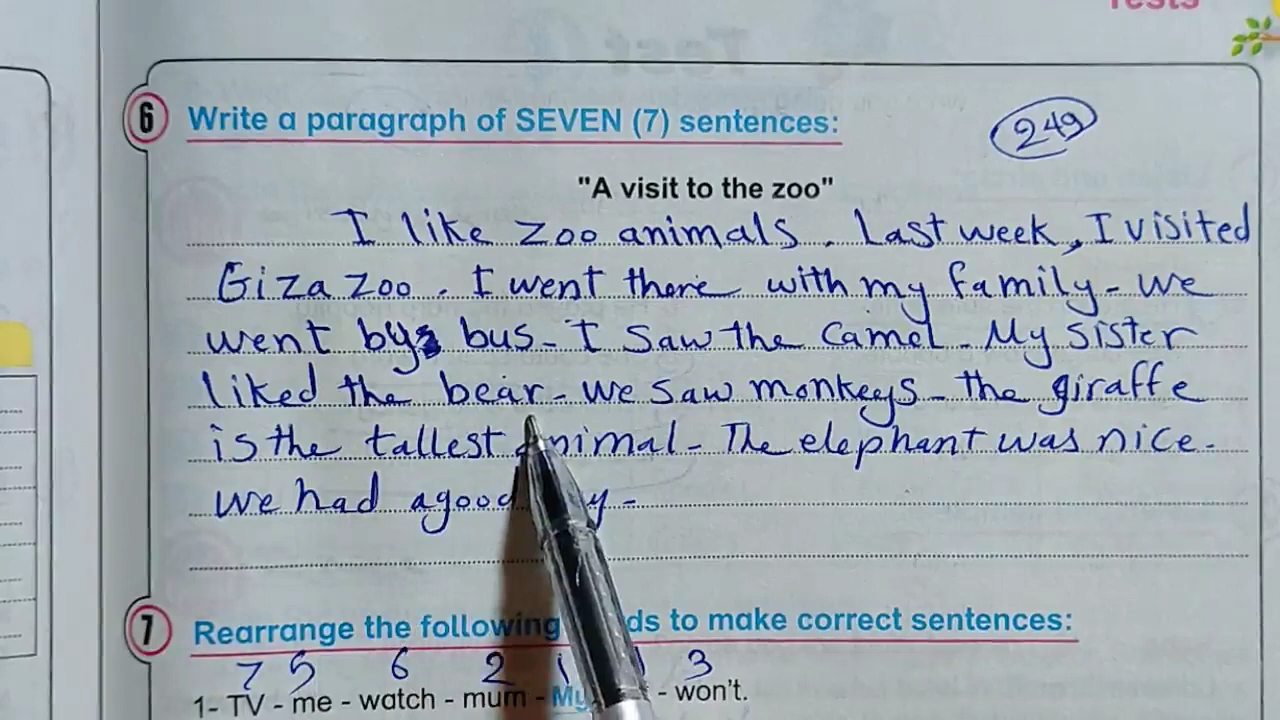 Tests
6 Write a paragraph of SEVEN (7) sentences:
249
"A visit to the zoo"
I like zoo animals. Last week, I visited
Giza zoo. I went there with my family- we
went by bus- I saw the camel- My sister
liked the bear- we saw monkeys- the giraffe
is the tallest animal- The elephant was nice-
we had a good
7 Rearrange the following to make correct sentences:
7 5 6 2 1 3
1- TV - me - watch - mum - My - won't.